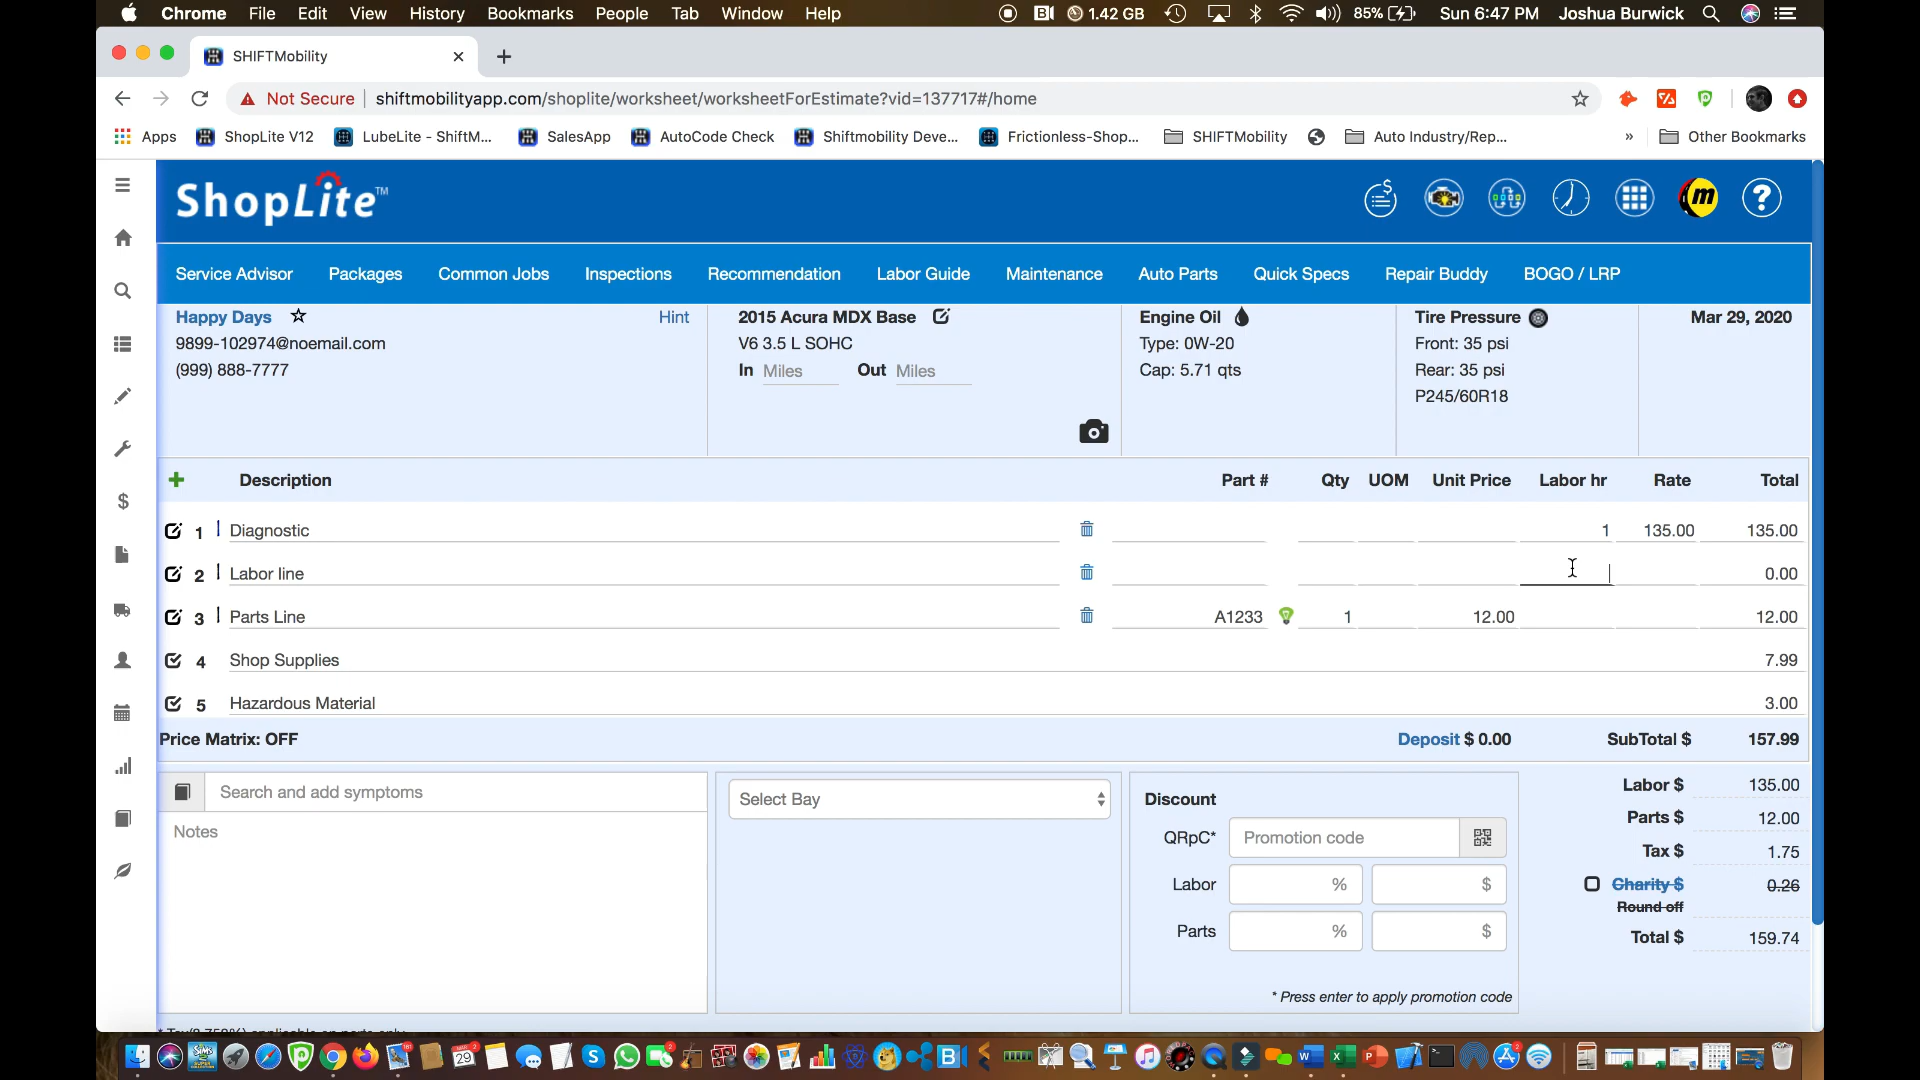 Chrome File Edit View History Bookmarks People Tab Window Help 1.42 GB 85% Sun 6:47 PM Joshua Burwick
SHIFTMobility
Not Secure shiftmobilityapp.com/shoplite/worksheet/worksheetForEstimate?vid=137717#/home
Apps ShopLite V12 LubeLite - ShiftM... SalesApp AutoCode Check Shiftmobility Deve... Frictionless-Shop... SHIFTMobility Auto Industry/Rep... » Other Bookmarks
ShopLite™
Service Advisor Packages Common Jobs Inspections Recommendation Labor Guide Maintenance Auto Parts Quick Specs Repair Buddy BOGO / LRP
Happy Days Hint 2015 Acura MDX Base Engine Oil Tire Pressure Mar 29, 2020
9899-102974@noemail.com V6 3.5 L SOHC Type: 0W-20 Front: 35 psi
(999) 888-7777 In Miles Out Miles Cap: 5.71 qts Rear: 35 psi
P245/60R18
+ Description Part # Qty UOM Unit Price Labor hr Rate Total
1 Diagnostic 1 135.00 135.00
2 Labor line 0.00
3 Parts Line A1233 1 12.00 12.00
4 Shop Supplies 7.99
5 Hazardous Material 3.00
Price Matrix: OFF Deposit $ 0.00 SubTotal $ 157.99
Search and add symptoms
Notes
Select Bay
Discount
QRpC* Promotion code
Labor % $
Parts % $
* Press enter to apply promotion code
Labor $ 135.00
Parts $ 12.00
Tax $ 1.75
Charity $ 0.26
Round off
Total $ 159.74